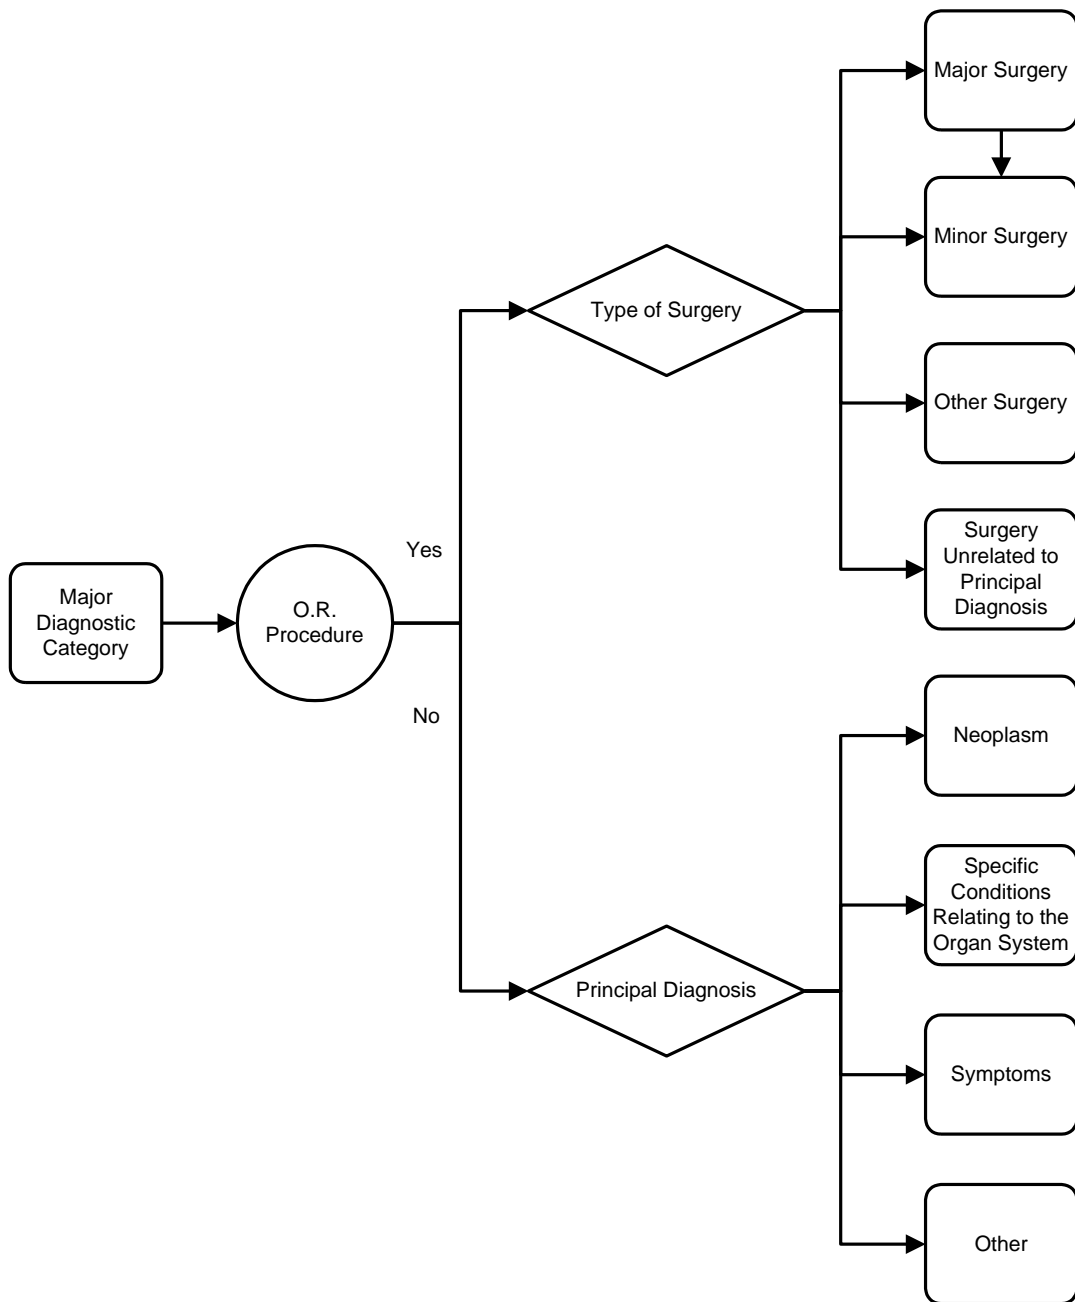 Major Surgery
Minor Surgery
Type of Surgery
Other Surgery
Surgery
Unrelated to
Principal
Diagnosis
Yes
Major
Diagnostic
Category
O.R.
Procedure
No
Neoplasm
Specific
Conditions
Relating to the
Organ System
Principal Diagnosis
Symptoms
Other